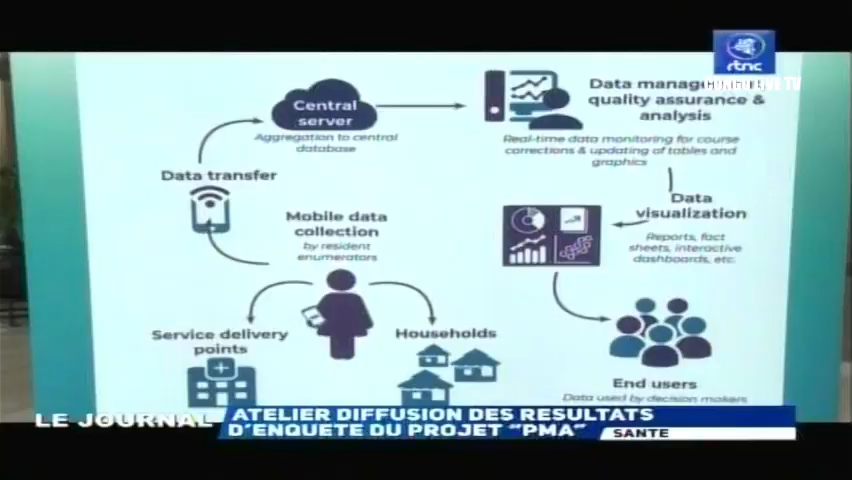 rtnc
Central
server
Aggregation to central
database
Data transfer
Mobile data
collection
by resident
enumerators
Service delivery
points
Households
quality assurance &
analysis
Real-time data monitoring for course
corrections & updating of tables and
graphics
Data
visualization
Reports, fact
sheets, interactive
dashboards, etc.
End users
Data used by decision makers
LE JOURNAL
ATELIER DIFFUSION DES RESULTATS
D'ENQUETE DU PROJET "PMA"
SANTE